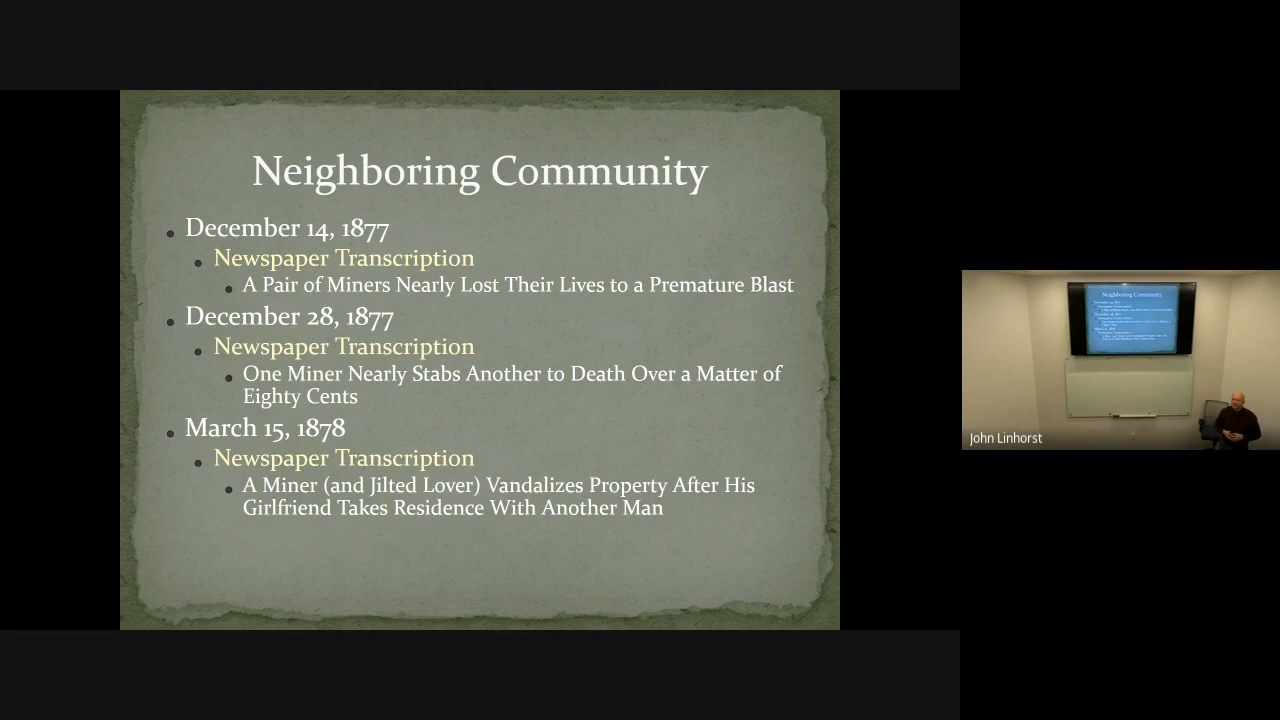 Neighboring Community
December 14, 1877
Newspaper Transcription
A Pair of Miners Nearly Lost Their Lives to a Premature Blast
December 28, 1877
Newspaper Transcription
One Miner Nearly Stabs Another to Death Over a Matter of
Eighty Cents
March 15, 1878
Newspaper Transcription
A Miner (and Jilted Lover) Vandalizes Property After His
Girlfriend Takes Residence With Another Man
Neighboring Community
John Linhorst